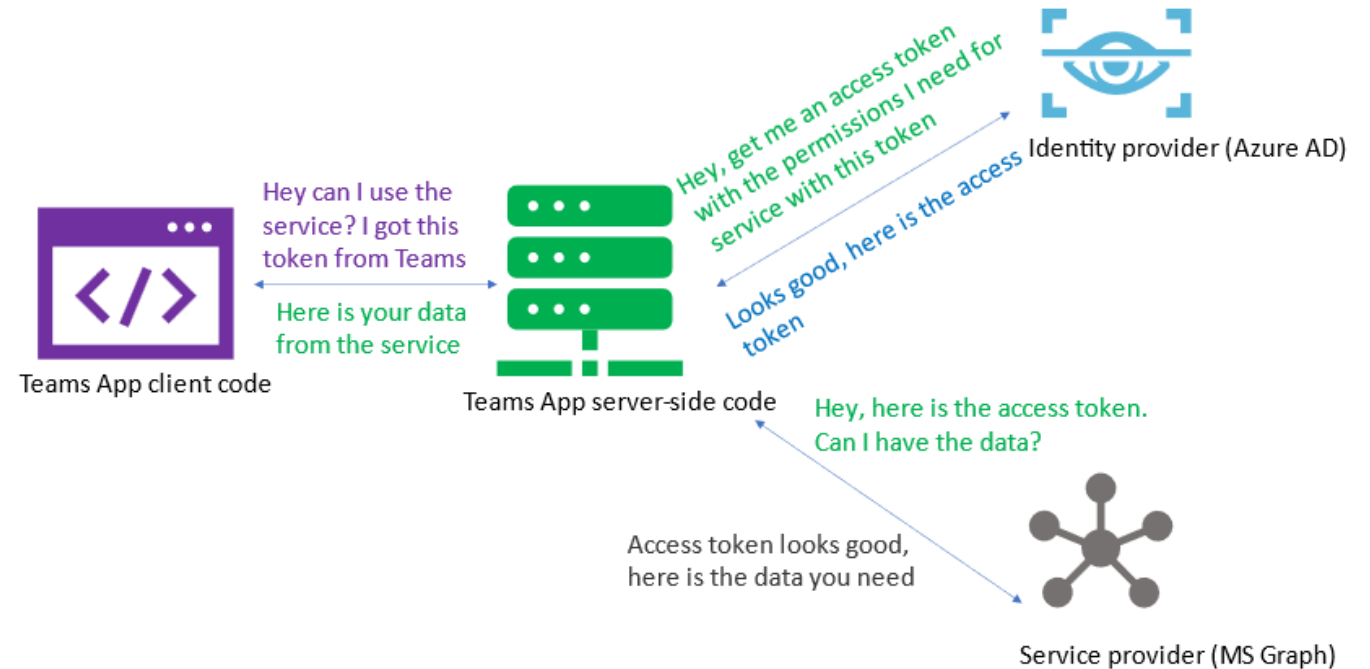 Hey, get me an access token
with the permissions I need for
service with this token
Identity provider (Azure AD)
Looks good, here is the access
token
Hey can I use the
service? I got this
token from Teams
Here is your data
from the service
Teams App client code
Teams App server-side code
Hey, here is the access token.
Can I have the data?
Access token looks good,
here is the data you need
Service provider (MS Graph)